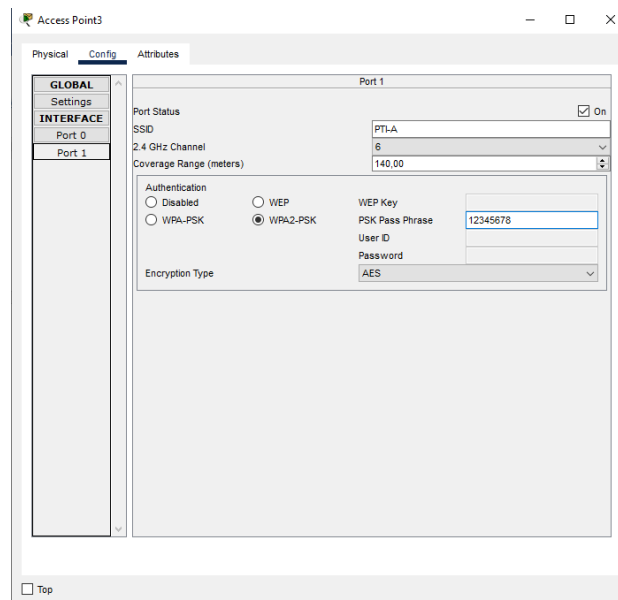 Access Point3
Physical Config Attributes
GLOBAL
Settings
INTERFACE
Port 0
Port 1
Port 1
Port Status On
SSID PTI-A
2.4 GHz Channel 6
Coverage Range (meters) 140,00
Authentication
Disabled WEP WEP Key
WPA-PSK WPA2-PSK PSK Pass Phrase 12345678
User ID
Password
Encryption Type AES
Top